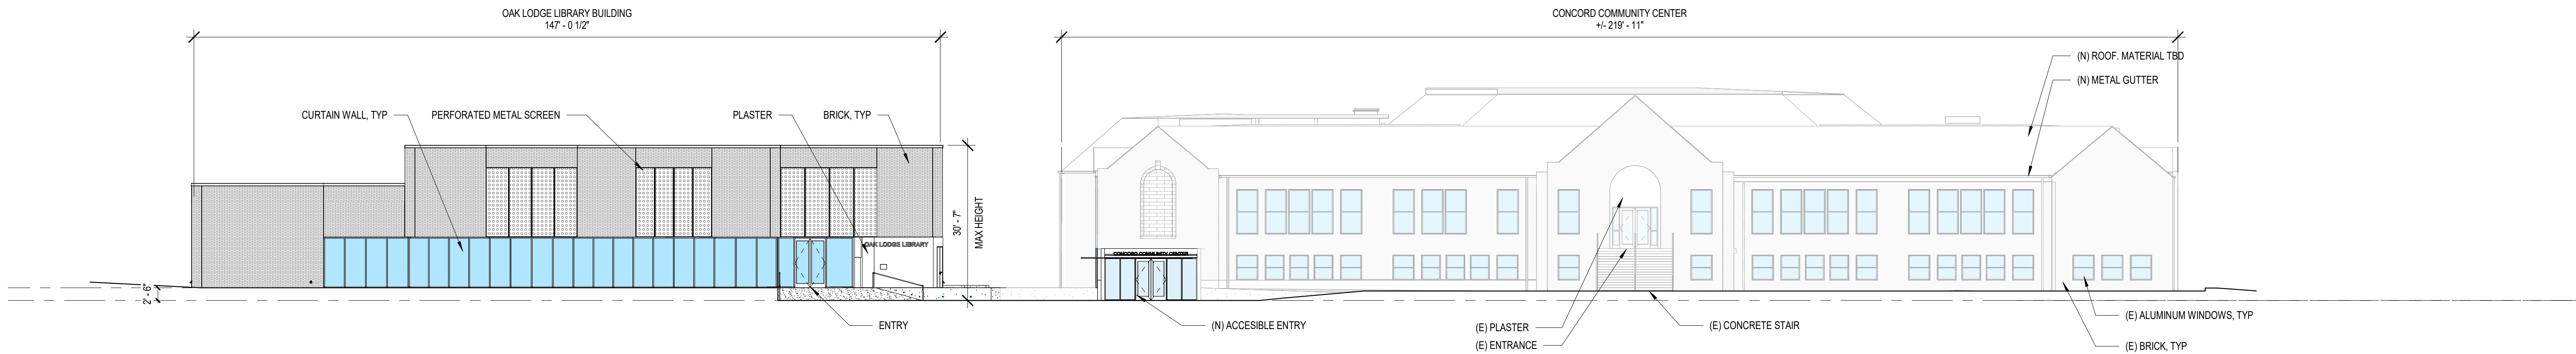 OAK LODGE LIBRARY BUILDING
147' - 0 1/2"
CONCORD COMMUNITY CENTER
+/- 219' - 11"
(N) ROOF. MATERIAL TBD
(N) METAL GUTTER
CURTAIN WALL, TYP
PERFORATED METAL SCREEN
PLASTER
BRICK, TYP
30' - 7"
MAX HEIGHT
OAK LODGE LIBRARY
CONCORD COMMUNITY CENTER
2' - 6"
ENTRY
(N) ACCESIBLE ENTRY
(E) PLASTER
(E) ENTRANCE
(E) CONCRETE STAIR
(E) ALUMINUM WINDOWS, TYP
(E) BRICK, TYP